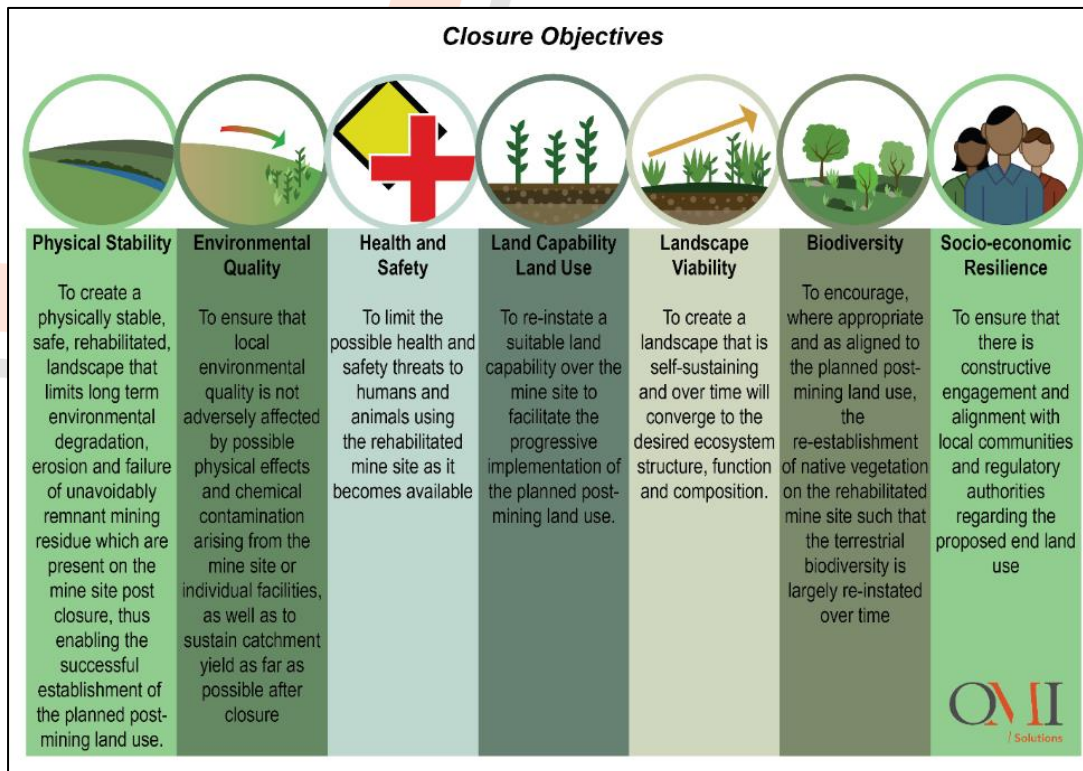 Closure Objectives
Physical Stability
To create a
physically stable,
safe, rehabilitated,
landscape that
limits long term
environmental
degradation,
erosion and failure
of unavoidably
remnant mining
residue which are
present on the
mine site post
closure, thus
enabling the
successful
establishment of
the planned post-
mining land use.
Environmental
Quality
To ensure that
local
environmental
quality is not
adversely affected
by possible
physical effects
and chemical
contamination
arising from the
mine site or
individual facilities,
as well as to
sustain catchment
yield as far as
possible after
closure
Health and
Safety
To limit the
possible health and
safety threats to
humans and
animals using
the rehabilitated
mine site as it
becomes available
Land Capability
Land Use
To re-instate a
suitable land
capability over the
mine site to
facilitate the
progressive
implementation of
the planned post-
mining land use.
Landscape
Viability
To create a
landscape that is
self-sustaining
and over time will
converge to the
desired ecosystem
structure, function
and composition.
Biodiversity
To encourage,
where appropriate
and as aligned to
the planned post-
mining land use,
the
re-establishment
of native vegetation
on the rehabilitated
mine site such that
the terrestrial
biodiversity is
largely re-instated
over time
Socio-economic
Resilience
To ensure that
there is
constructive
engagement and
alignment with
local communities
and regulatory
authorities
regarding the
proposed end land
use
OMI
/ Solutions